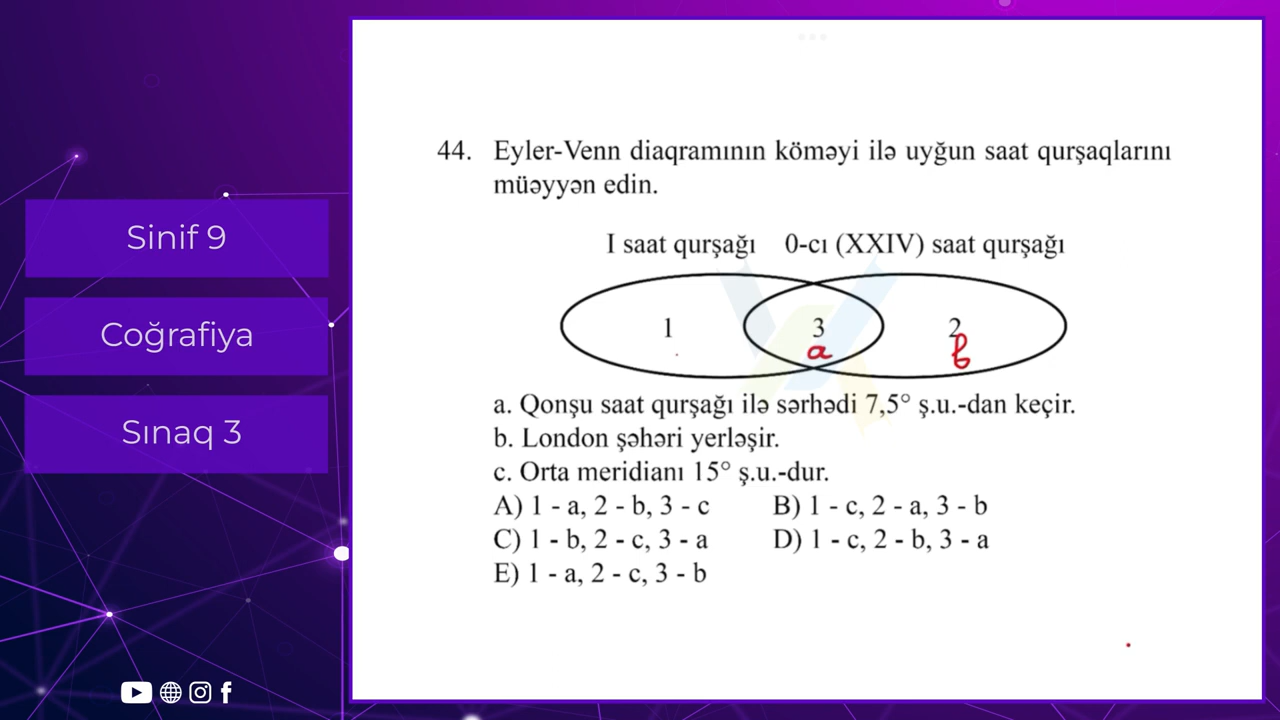 Sinif 9
Coğrafiya
Sınaq 3
44. Eyler-Venn diaqramının köməyi ilə uyğun saat qurşaqlarını
müəyyən edin.
I saat qurşağı 0-cı (XXIV) saat qurşağı
1 3 2
a b
a. Qonşu saat qurşağı ilə sərhədi 7,5° ş.u.-dan keçir.
b. London şəhəri yerləşir.
c. Orta meridianı 15° ş.u.-dur.
A) 1 - a, 2 - b, 3 - c B) 1 - c, 2 - a, 3 - b
C) 1 - b, 2 - c, 3 - a D) 1 - c, 2 - b, 3 - a
E) 1 - a, 2 - c, 3 - b